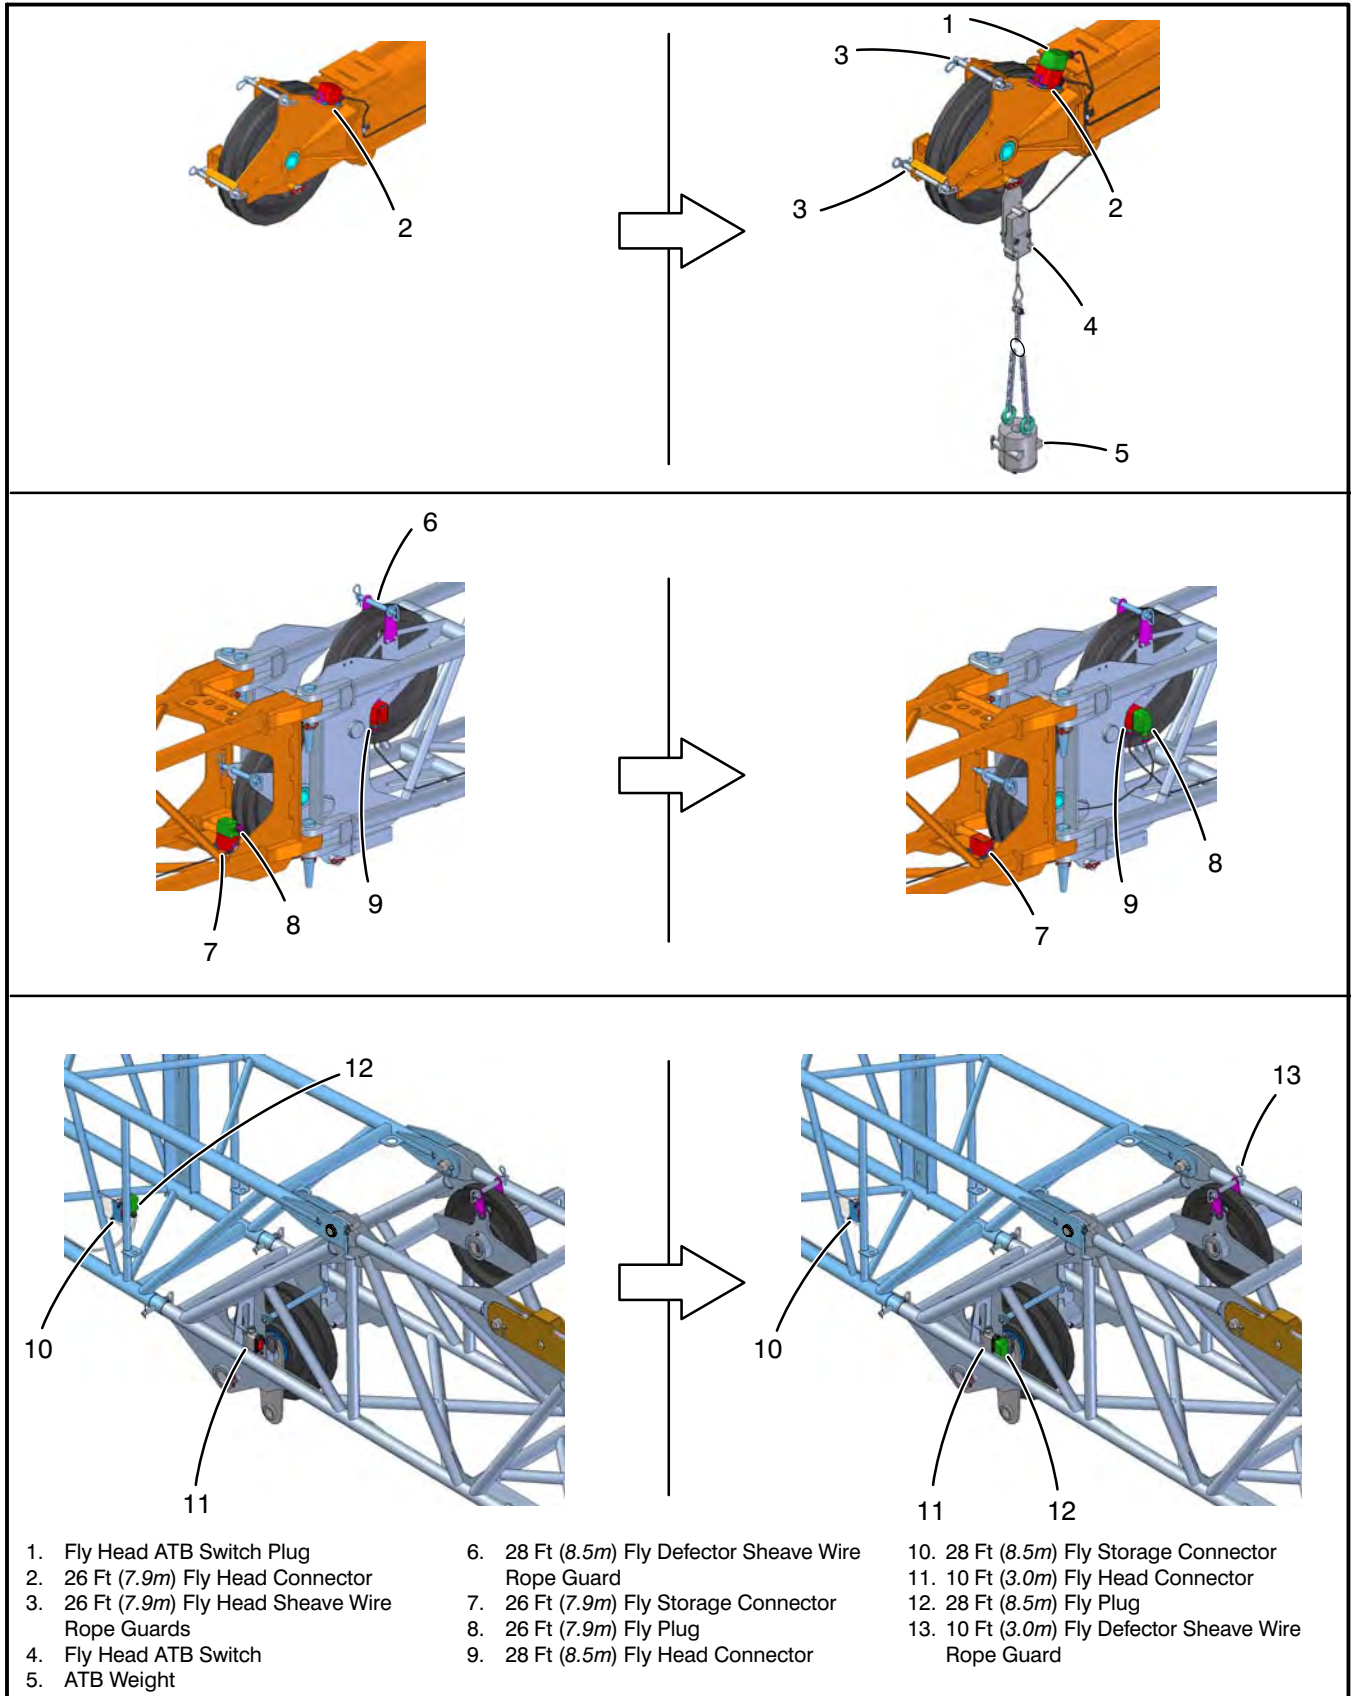 1
3
3
2
2
4
5
6
9
8
7
8
9
7
12
13
10
10
11
11
12
1. Fly Head ATB Switch Plug
2. 26 Ft (7.9m) Fly Head Connector
3. 26 Ft (7.9m) Fly Head Sheave Wire
Rope Guards
4. Fly Head ATB Switch
5. ATB Weight
6. 28 Ft (8.5m) Fly Defector Sheave Wire
Rope Guard
7. 26 Ft (7.9m) Fly Storage Connector
8. 26 Ft (7.9m) Fly Plug
9. 28 Ft (8.5m) Fly Head Connector
10. 28 Ft (8.5m) Fly Storage Connector
11. 10 Ft (3.0m) Fly Head Connector
12. 28 Ft (8.5m) Fly Plug
13. 10 Ft (3.0m) Fly Defector Sheave Wire
Rope Guard